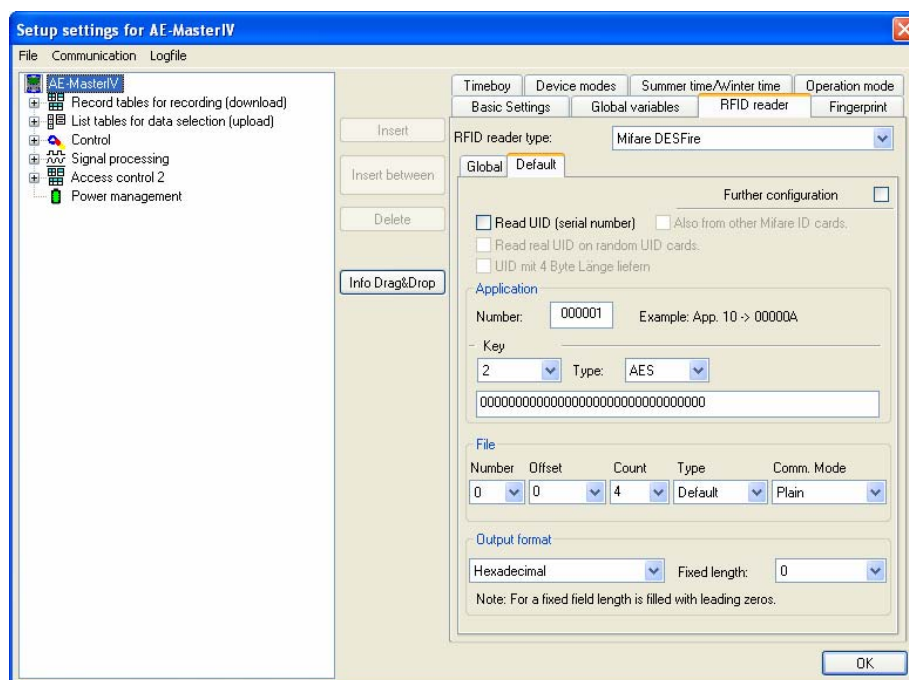 Setup settings for AE-MasterIV
File Communication Logfile
AE-MasterIV
Record tables for recording (download)
List tables for data selection (upload)
Control
Signal processing
Access control 2
Power management
Insert
Insert between
Delete
Info Drag&Drop
Timeboy Device modes Summer time/Winter time Operation mode
Basic Settings Global variables RFID reader Fingerprint
RFID reader type: Mifare DESFire
Global Default
Further configuration
Read UID (serial number) Also from other Mifare ID cards.
Read real UID on random UID cards.
UID mit 4 Byte Länge liefern
Application
Number: 000001 Example: App. 10 -> 00000A
Key
2 Type: AES
00000000000000000000000000000000
File
Number Offset Count Type Comm. Mode
0 0 4 Default Plain
Output format
Hexadecimal Fixed length: 0
Note: For a fixed field length is filled with leading zeros.
OK